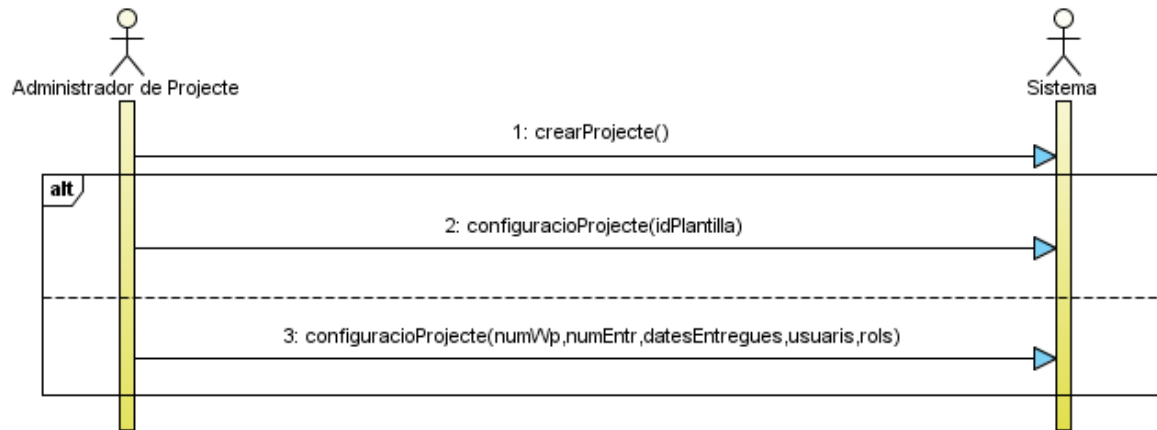 Administrador de Projecte
Sistema
1: crearProjecte()
alt
2: configuracioProjecte(idPlantilla)
3: configuracioProjecte(numWp,numEntr,datesEntregues,usuaris,rols)